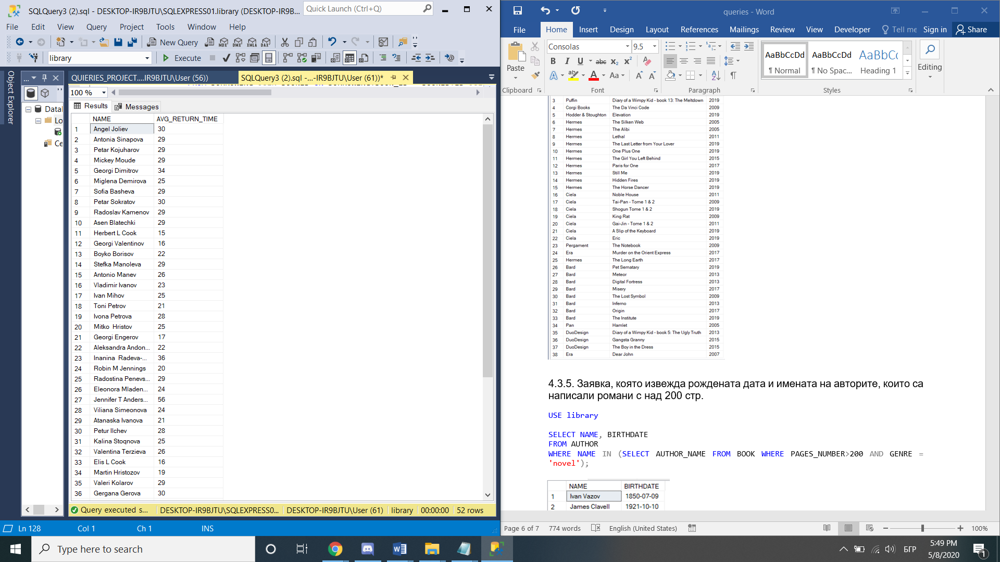 SQLQuery3 (2).sql - DESKTOP-IR9BJTU\SQLEXPRESS01.library (DESKTOP-IR9B...
Quick Launch (Ctrl+Q)
File Edit View Query Project Tools Window Help
New Query
MDX DMX XMLA DAX
library
Execute
Object Explorer
QUIERIES_PROJECT....IR9BJTU\User (56))
SQLQuery3 (2).sql -...-IR9BJTU\User (61))*
...
Datal
Lo
Ce
100 %
Results Messages
NAME AVG_RETURN_TIME
1 Angel Joliev 30
2 Antonia Sinapova 29
3 Petar Kojuharov 29
4 Mickey Moude 29
5 Georgi Dimitrov 34
6 Miglena Demirova 25
7 Sofia Basheva 29
8 Petar Sokratov 30
9 Radoslav Kamenov 29
10 Asen Blatechki 29
11 Herbert L Cook 15
12 Georgi Valentinov 16
13 Boyko Borisov 22
14 Stefka Manoleva 29
15 Antonio Manev 26
16 Vladimir Ivanov 23
17 Ivan Mihov 25
18 Toni Petrov 21
19 Ivona Petrova 28
20 Mitko  Hristov 25
21 Georgi Engerov 17
22 Aleksandra Andon... 22
23 Inanina  Radeva-... 36
24 Robin M Jennings 20
25 Radostina Penevs... 29
26 Eleonora Mladen... 24
27 Jennifer T Anders... 56
28 Viliana Simeonova 24
29 Atanaska Ivanova 21
30 Petur Ilchev 28
31 Kalina Stoqnova 25
32 Valentina Terzieva 26
33 Elis L Cook 16
34 Martin Hristozov 19
35 Valeri Kolarov 29
36 Gergana Gerova 30
Query executed s... DESKTOP-IR9BJTU\SQLEXPRESS0... DESKTOP-IR9BJTU\User (61) library 00:00:00 52 rows
Ln 128 Col 1 Ch 1 INS
queries - Word
File Home Insert Design Layout References Mailings Review View Developer Tell me Sign in Share
Paste
Consolas 9.5
B I U abc x₂ x²
A A Aa A A
AaBbCcDd AaBbCcDd AaBbCc
¶ Normal ¶ No Spac... Heading 1
Editing
Clipboard Font Paragraph Styles
3 Puffin Diary of a Wimpy Kid - book 13: The Meltdown 2019
4 Corgi Books The Da Vinci Code 2009
5 Hodder & Stoughton Elevation 2019
6 Hermes The Silken Web 2005
7 Hermes The Alibi 2005
8 Hermes Lethal 2011
9 Hermes The Last Letter from Your Lover 2019
10 Hermes One Plus One 2019
11 Hermes The Girl You Left Behind 2015
12 Hermes Paris for One 2017
13 Hermes Still Me 2019
14 Hermes Hidden Fires 2019
15 Hermes The Horse Dancer 2019
16 Ciela Noble House 2011
17 Ciela Tai-Pan - Tome 1 & 2 2009
18 Ciela Shogun Tome 1 & 2 2019
19 Ciela King Rat 2009
20 Ciela Gai-Jin - Tome 1 & 2 2011
21 Ciela A Slip of the Keyboard 2019
22 Ciela Eric 2019
23 Pergament The Notebook 2009
24 Era Murder on the Orient Express 2017
25 Hermes The Long Earth 2017
26 Bard Pet Sematary 2019
27 Bard Meteor 2013
28 Bard Digital Fortress 2013
29 Bard Misery 2017
30 Bard The Lost Symbol 2009
31 Bard Inferno 2013
32 Bard Origin 2017
33 Bard The Institute 2019
34 Pan Hamlet 2005
35 DuoDesign Diary of a Wimpy Kid - book 5: The Ugly Truth 2013
36 DuoDesign Gangsta Granny 2015
37 DuoDesign The Boy in the Dress 2015
38 Era Dear John 2007
4.3.5. Заявка, която извежда рождената дата и имената на авторите, които са
написали романи с над 200 стр.
USE library
SELECT NAME, BIRTHDATE
FROM AUTHOR
WHERE NAME IN (SELECT AUTHOR_NAME FROM BOOK WHERE PAGES_NUMBER>200 AND GENRE =
'novel');
NAME BIRTHDATE
1 Ivan Vazov 1850-07-09
2 James Clavell 1921-10-10
Page 6 of 7 774 words English (United States) 100%
Type here to search
БГР
5:49 PM
5/8/2020
1